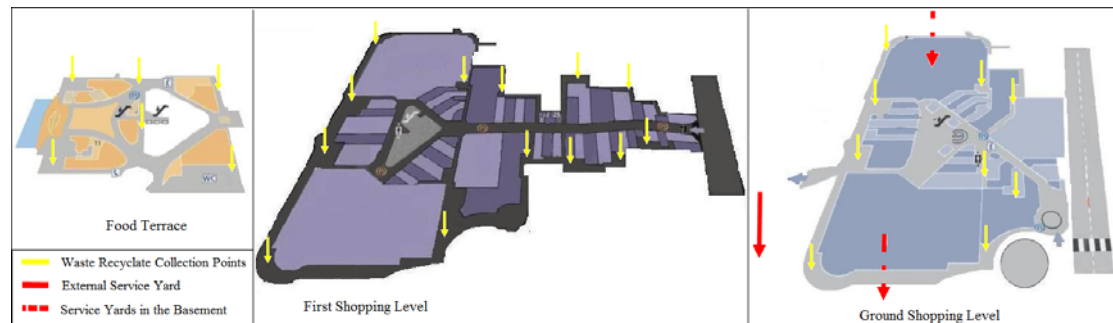 WC
Food Terrace
Waste Recyclate Collection Points
External Service Yard
Service Yards in the Basement
First Shopping Level
Ground Shopping Level